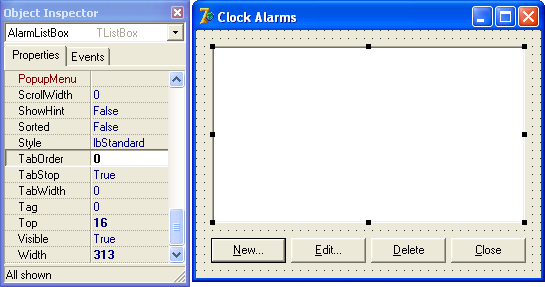 Object Inspector
AlarmListBox TListBox
Properties Events
PopupMenu
ScrollWidth 0
ShowHint False
Sorted False
Style lbStandard
TabOrder 0
TabStop True
TabWidth 0
Tag 0
Top 16
Visible True
Width 313
All shown
7 Clock Alarms
New... Edit... Delete Close